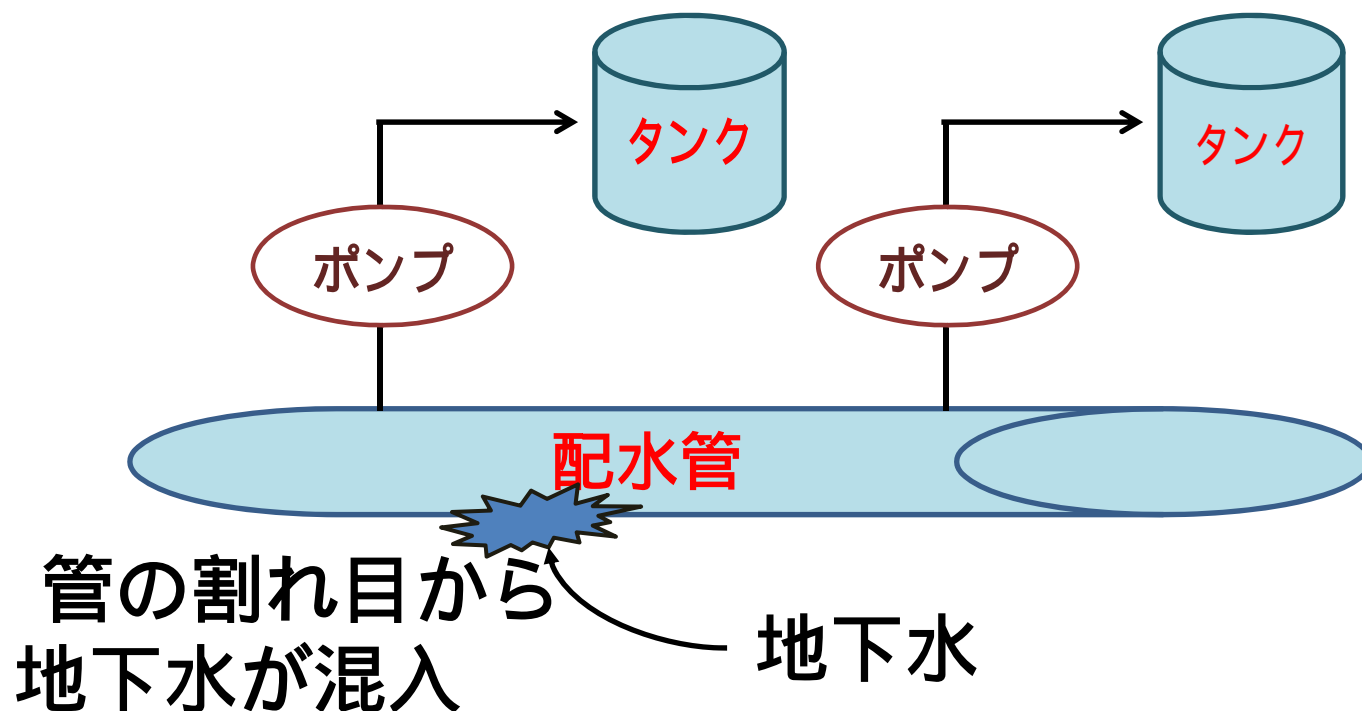 タンク
タンク
ポンプ
ポンプ
配水管
管の割れ目から
地下水が混入
地下水